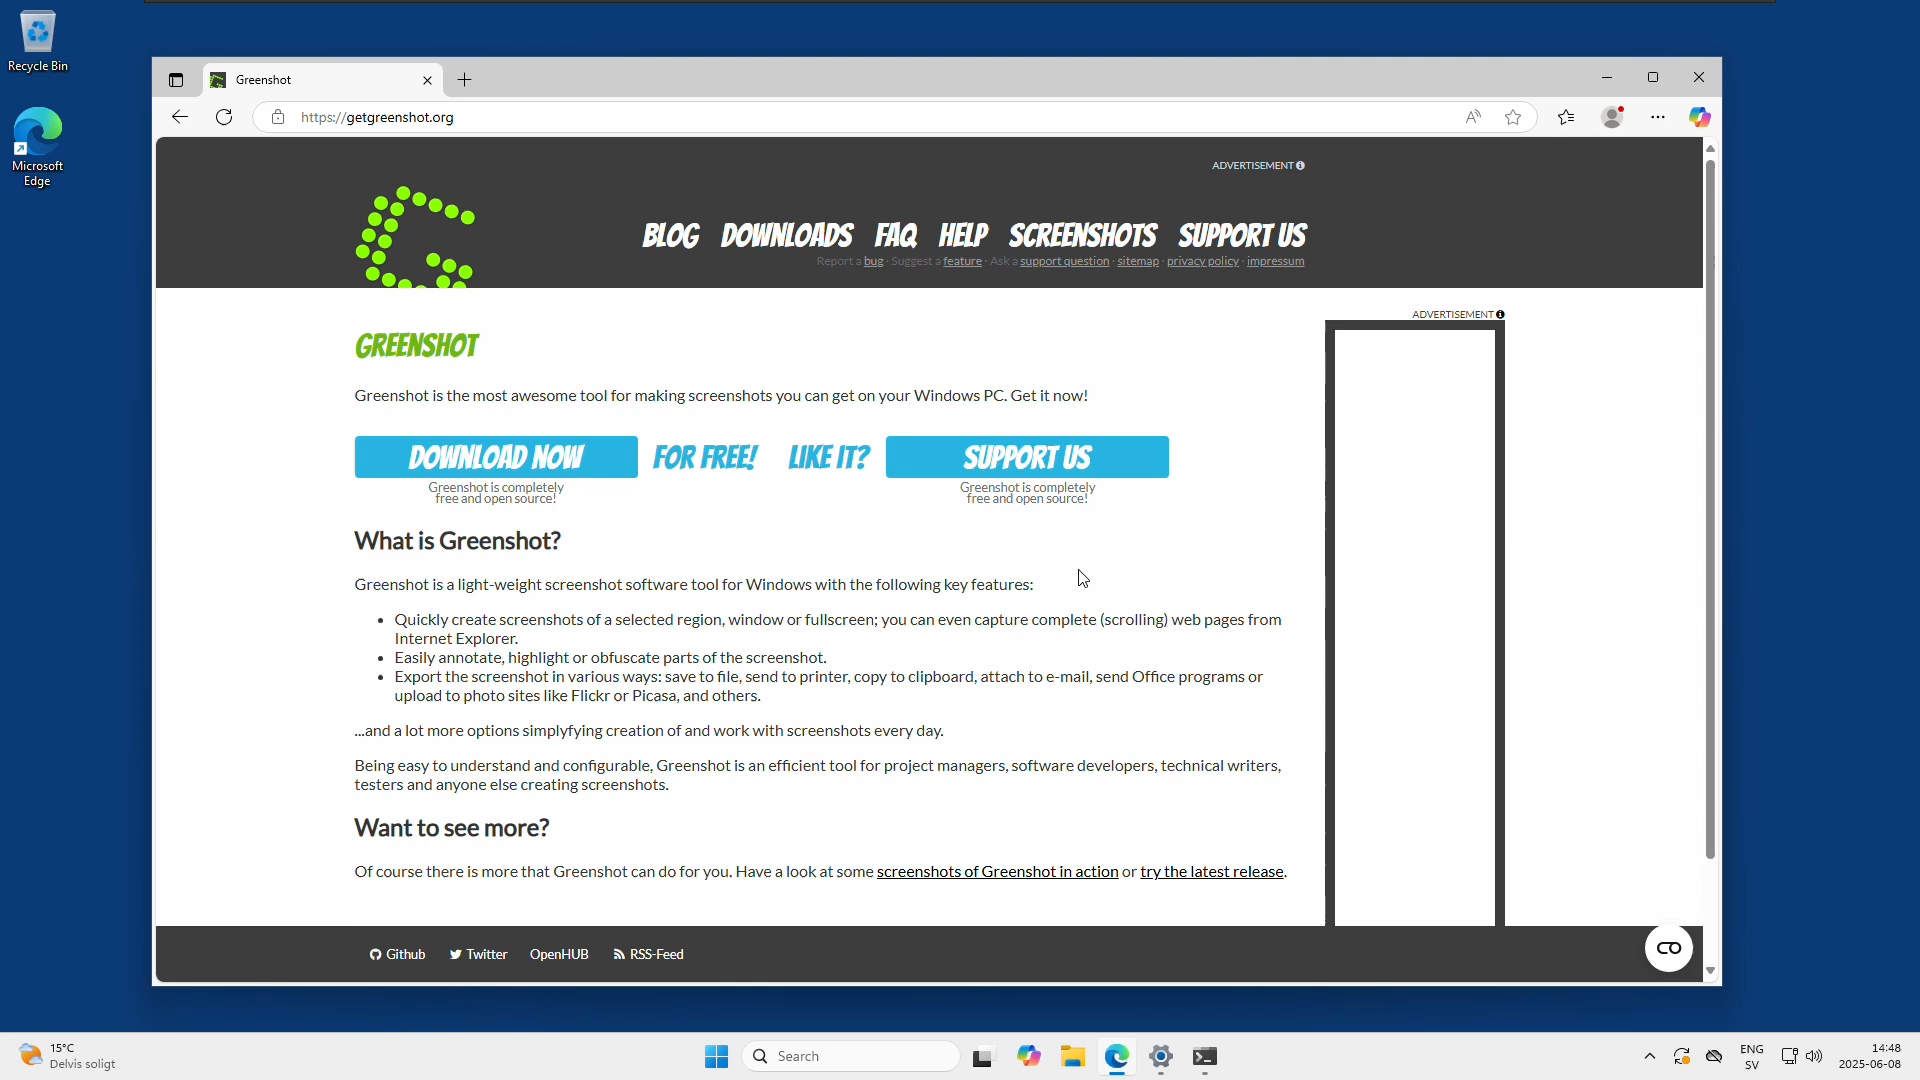 Recycle Bin
Microsoft
Edge
Greenshot
https://getgreenshot.org
ADVERTISEMENT
BLOG DOWNLOADS FAQ HELP SCREENSHOTS SUPPORT US
Report a bug · Suggest a feature · Ask a support question · sitemap · privacy policy · impressum
ADVERTISEMENT
GREENSHOT
Greenshot is the most awesome tool for making screenshots you can get on your Windows PC. Get it now!
DOWNLOAD NOW FOR FREE! LIKE IT? SUPPORT US
Greenshot is completely
free and open source!
Greenshot is completely
free and open source!
What is Greenshot?
Greenshot is a light-weight screenshot software tool for Windows with the following key features:
• Quickly create screenshots of a selected region, window or fullscreen; you can even capture complete (scrolling) web pages from
Internet Explorer.
• Easily annotate, highlight or obfuscate parts of the screenshot.
• Export the screenshot in various ways: save to file, send to printer, copy to clipboard, attach to e-mail, send Office programs or
upload to photo sites like Flickr or Picasa, and others.
...and a lot more options simplyfying creation of and work with screenshots every day.
Being easy to understand and configurable, Greenshot is an efficient tool for project managers, software developers, technical writers,
testers and anyone else creating screenshots.
Want to see more?
Of course there is more that Greenshot can do for you. Have a look at some screenshots of Greenshot in action or try the latest release.
Github Twitter OpenHUB RSS-Feed
15°C
Delvis soligt
Search
ENG
SV
14:48
2025-06-08